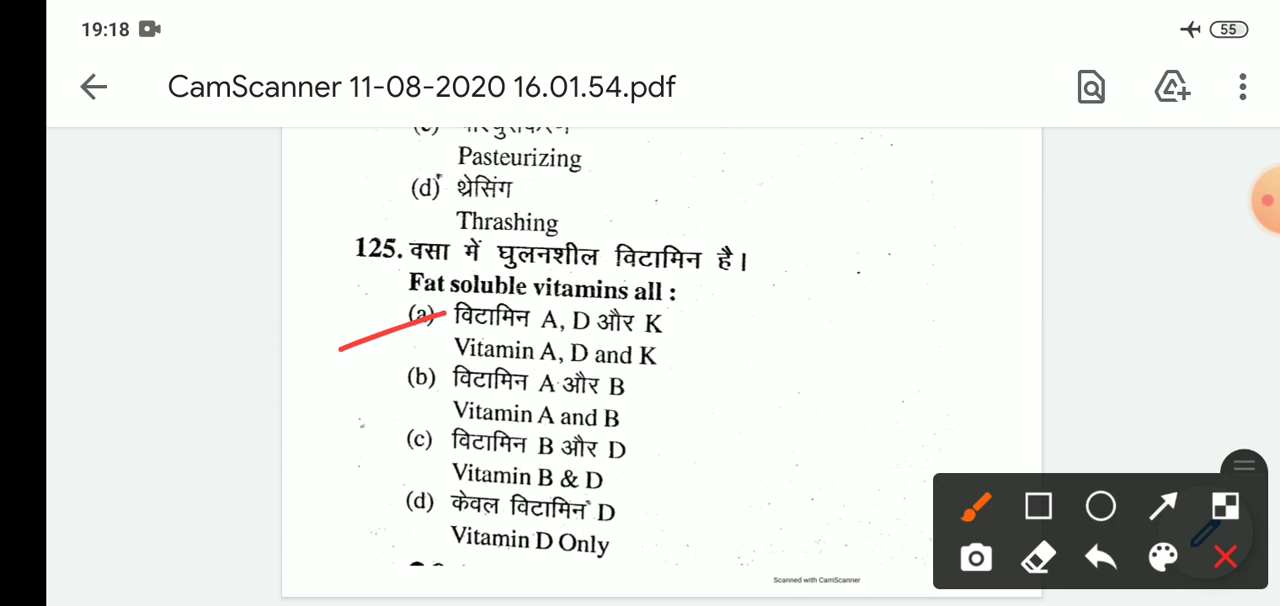 19:18
55
CamScanner 11-08-2020 16.01.54.pdf
Pasteurizing
(d) थ्रेसिंग
Thrashing
125. वसा में घुलनशील विटामिन है।
Fat soluble vitamins all :
(a) विटामिन A, D और K
Vitamin A, D and K
(b) विटामिन A और B
Vitamin A and B
(c) विटामिन B और D
Vitamin B & D
(d) केवल विटामिन D
Vitamin D Only
Scanned with CamScanner